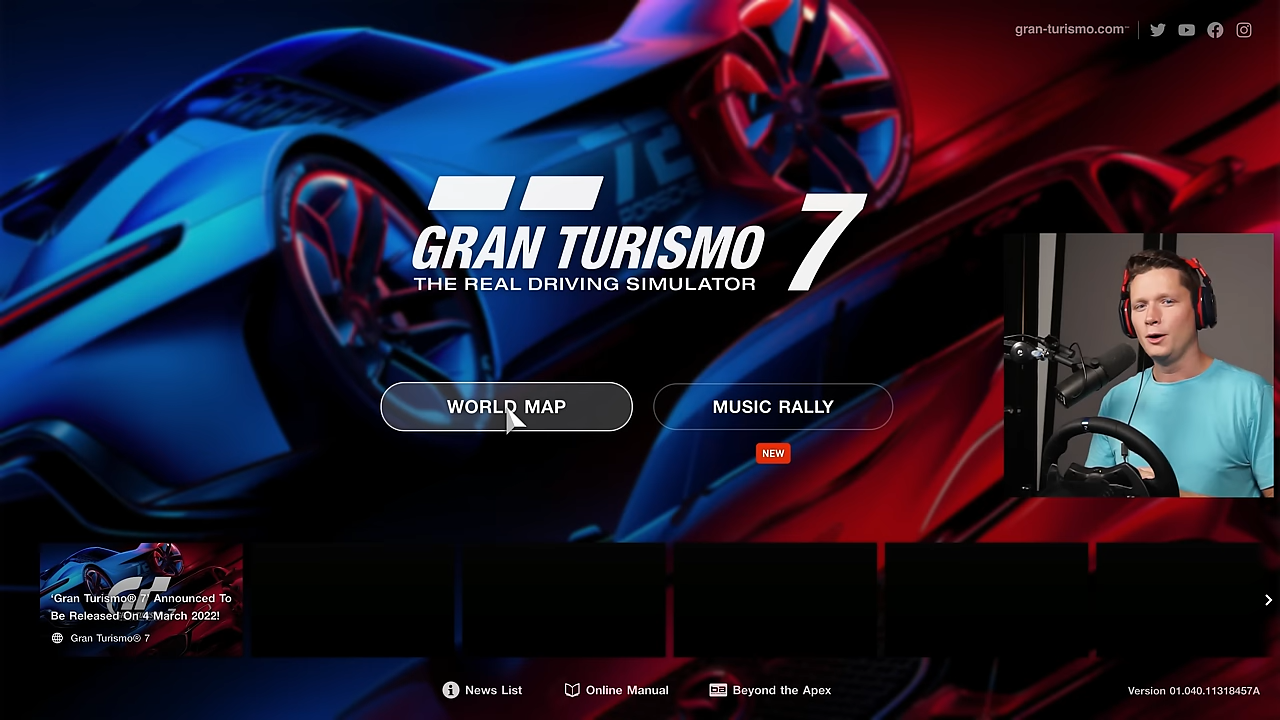 gran-turismo.com
72
PORSCHE
GRAN TURISMO 7
THE REAL DRIVING SIMULATOR
WORLD MAP
MUSIC RALLY
NEW
'Gran Turismo® 7' Announced To
Be Released On 4 March 2022!
Gran Turismo® 7
News List
Online Manual
Beyond the Apex
Version 01.040.11318457A